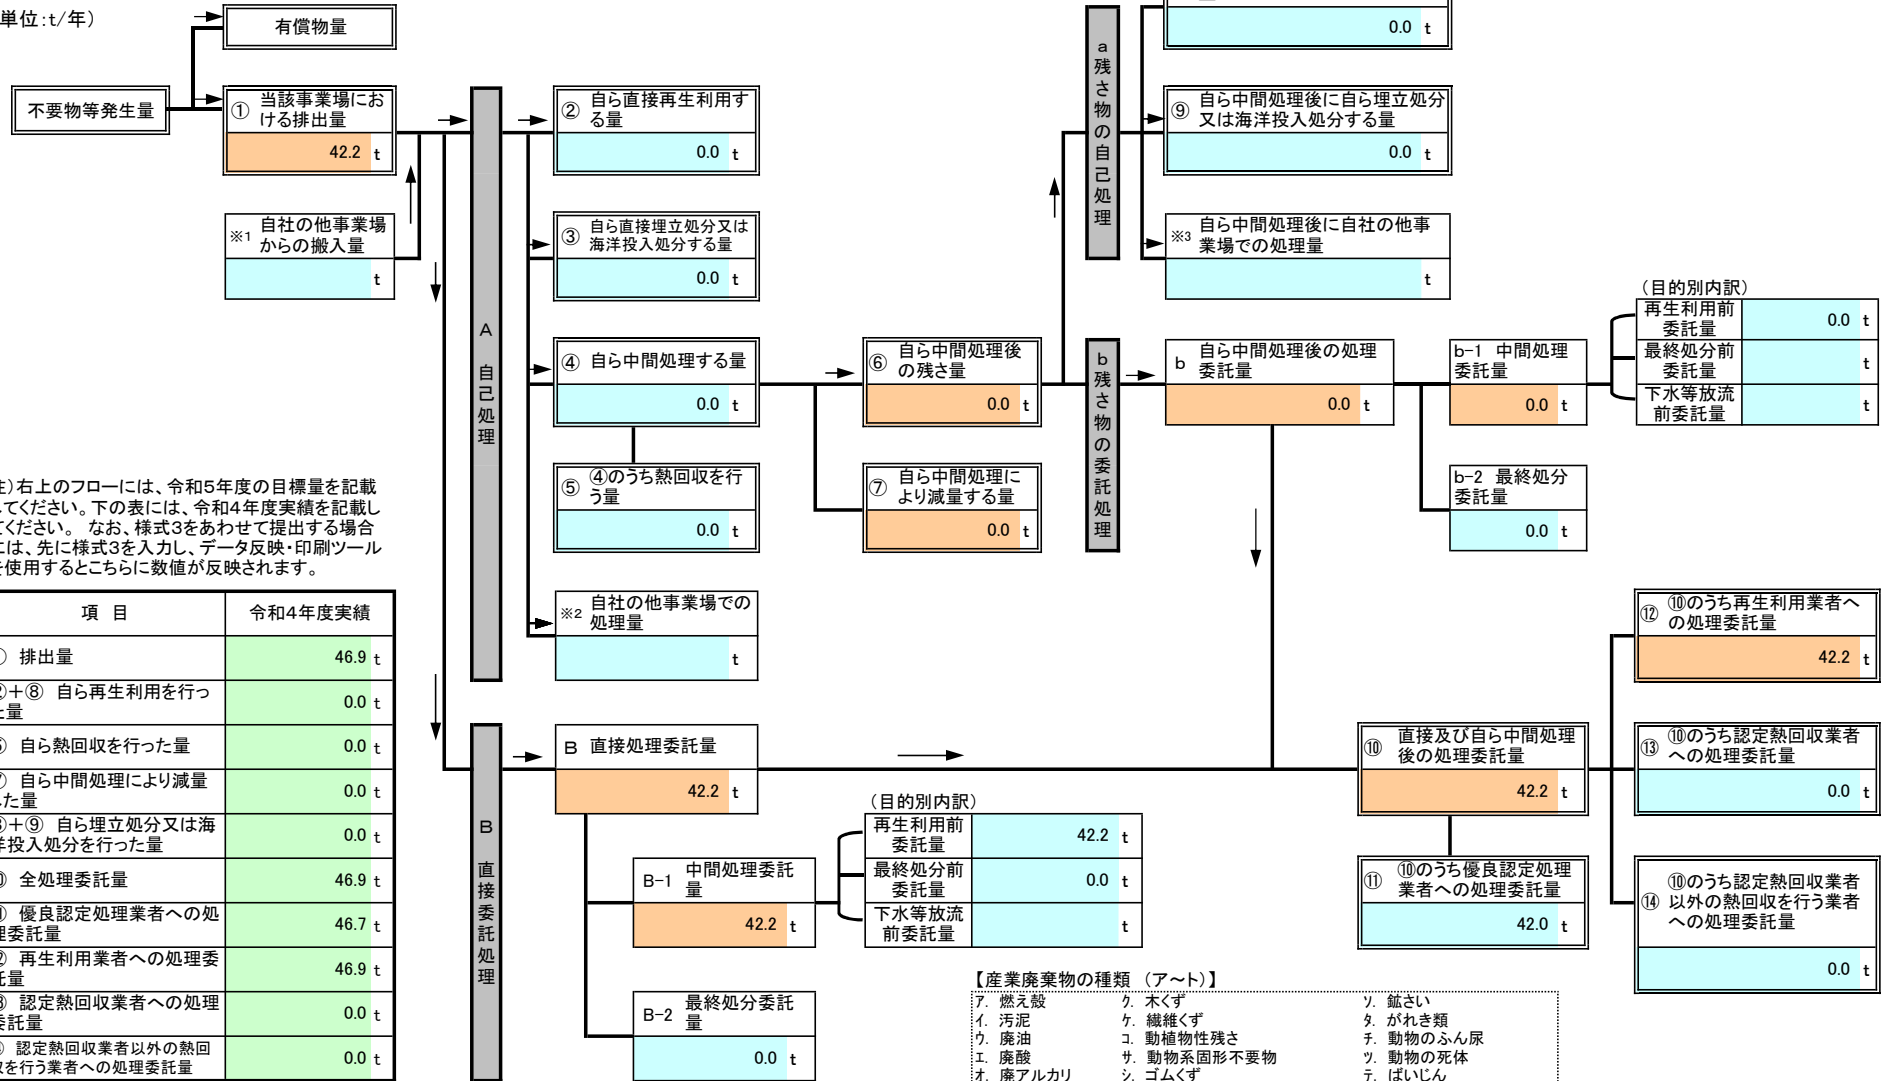 単位:t/年)
有償物量
不要物等発生量
① 当該事業場にお
ける排出量
42.2 t
※1 自社の他事業場
からの搬入量
t
A 自己処理
② 自ら直接再生利用す
る量
0.0 t
③ 自ら直接埋立処分又は
海洋投入処分する量
0.0 t
④ 自ら中間処理する量
0.0 t
⑤ ④のうち熱回収を行
う量
0.0 t
※2 自社の他事業場での
処理量
t
⑥ 自ら中間処理後
の残さ量
0.0 t
⑦ 自ら中間処理に
より減量する量
0.0 t
a 残さ物の自己処理
0.0 t
⑨ 自ら中間処理後に自ら埋立処分
又は海洋投入処分する量
0.0 t
※3 自ら中間処理後に自社の他事
業場での処理量
t
b 残さ物の委託処理
b 自ら中間処理後の処理
委託量
0.0 t
b-1 中間処理
委託量
0.0 t
b-2 最終処分
委託量
0.0 t
(目的別内訳)
再生利用前
委託量
0.0 t
最終処分前
委託量
t
下水等放流
前委託量
t
注)右上のフローには、令和5年度の目標量を記載
してください。下の表には、令和4年度実績を記載し
てください。 なお、様式3をあわせて提出する場合
には、先に様式3を入力し、データ反映・印刷ツール
を使用するとこちらに数値が反映されます。
項 目 令和4年度実績
① 排出量 46.9 t
②+⑧ 自ら再生利用を行っ
た量 0.0 t
⑤ 自ら熱回収を行った量 0.0 t
⑦ 自ら中間処理により減量
した量 0.0 t
③+⑨ 自ら埋立処分又は海
洋投入処分を行った量 0.0 t
⑩ 全処理委託量 46.9 t
⑪ 優良認定処理業者への処
理委託量 46.7 t
⑫ 再生利用業者への処理委
託量 46.9 t
⑬ 認定熱回収業者への処理
委託量 0.0 t
⑭ 認定熱回収業者以外の熱回
収を行う業者への処理委託量 0.0 t
B 直接委託処理
B 直接処理委託量
42.2 t
B-1 中間処理委託
量
42.2 t
B-2 最終処分委託
量
0.0 t
(目的別内訳)
再生利用前
委託量
42.2 t
最終処分前
委託量
0.0 t
下水等放流
前委託量
t
⑩ 直接及び自ら中間処理
後の処理委託量
42.2 t
⑪ ⑩のうち優良認定処理
業者への処理委託量
42.0 t
⑫ ⑩のうち再生利用業者へ
の処理委託量
42.2 t
⑬ ⑩のうち認定熱回収業者
への処理委託量
0.0 t
⑭ ⑩のうち認定熱回収業者
以外の熱回収を行う業者
への処理委託量
0.0 t
【産業廃棄物の種類 (ア~ト)】
ア. 燃え殻 ク. 木くず ソ. 鉱さい
イ. 汚泥 ケ. 繊維くず タ. がれき類
ウ. 廃油 コ. 動植物性残さ チ. 動物のふん尿
エ. 廃酸 サ. 動物系固形不要物 ツ. 動物の死体
オ. 廃アルカリ シ. ゴムくず テ. ばいじん